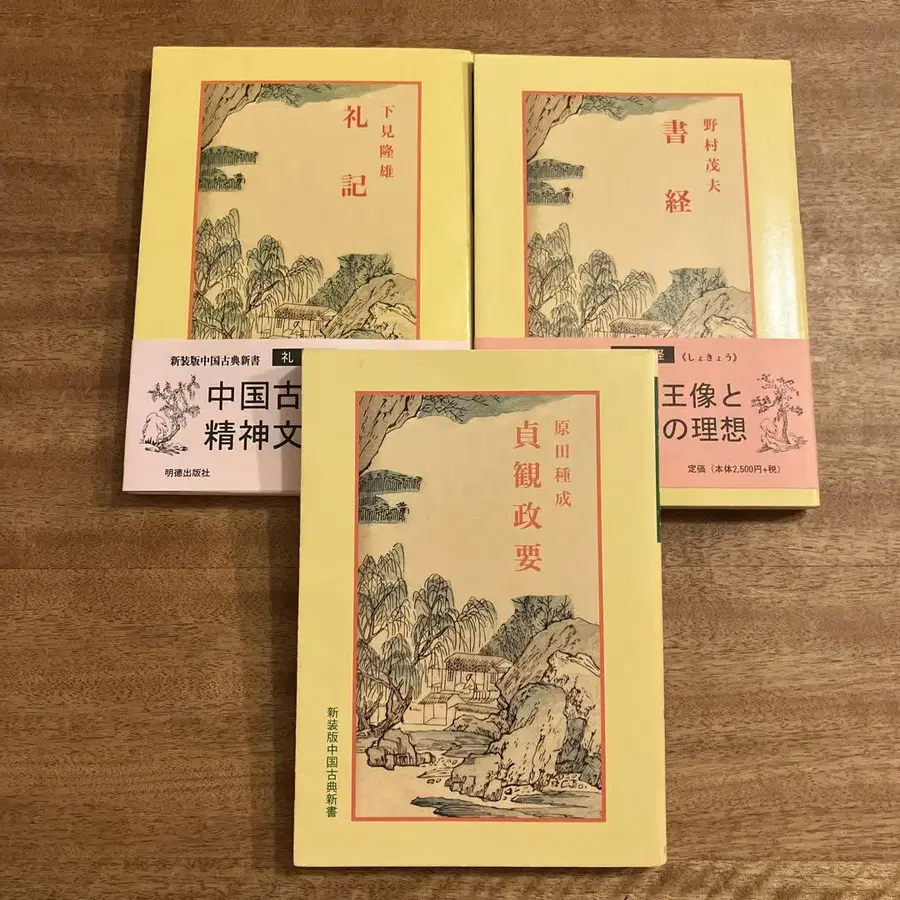 礼記
下見隆雄
新装版中国古典新書
礼
中国古
精神文
明徳出版社
書経
野村茂夫
経
《しょきょう》
王像と
の理想
定価(本体2,500円+税)
原田種成
貞観政要
新装版中国古典新書